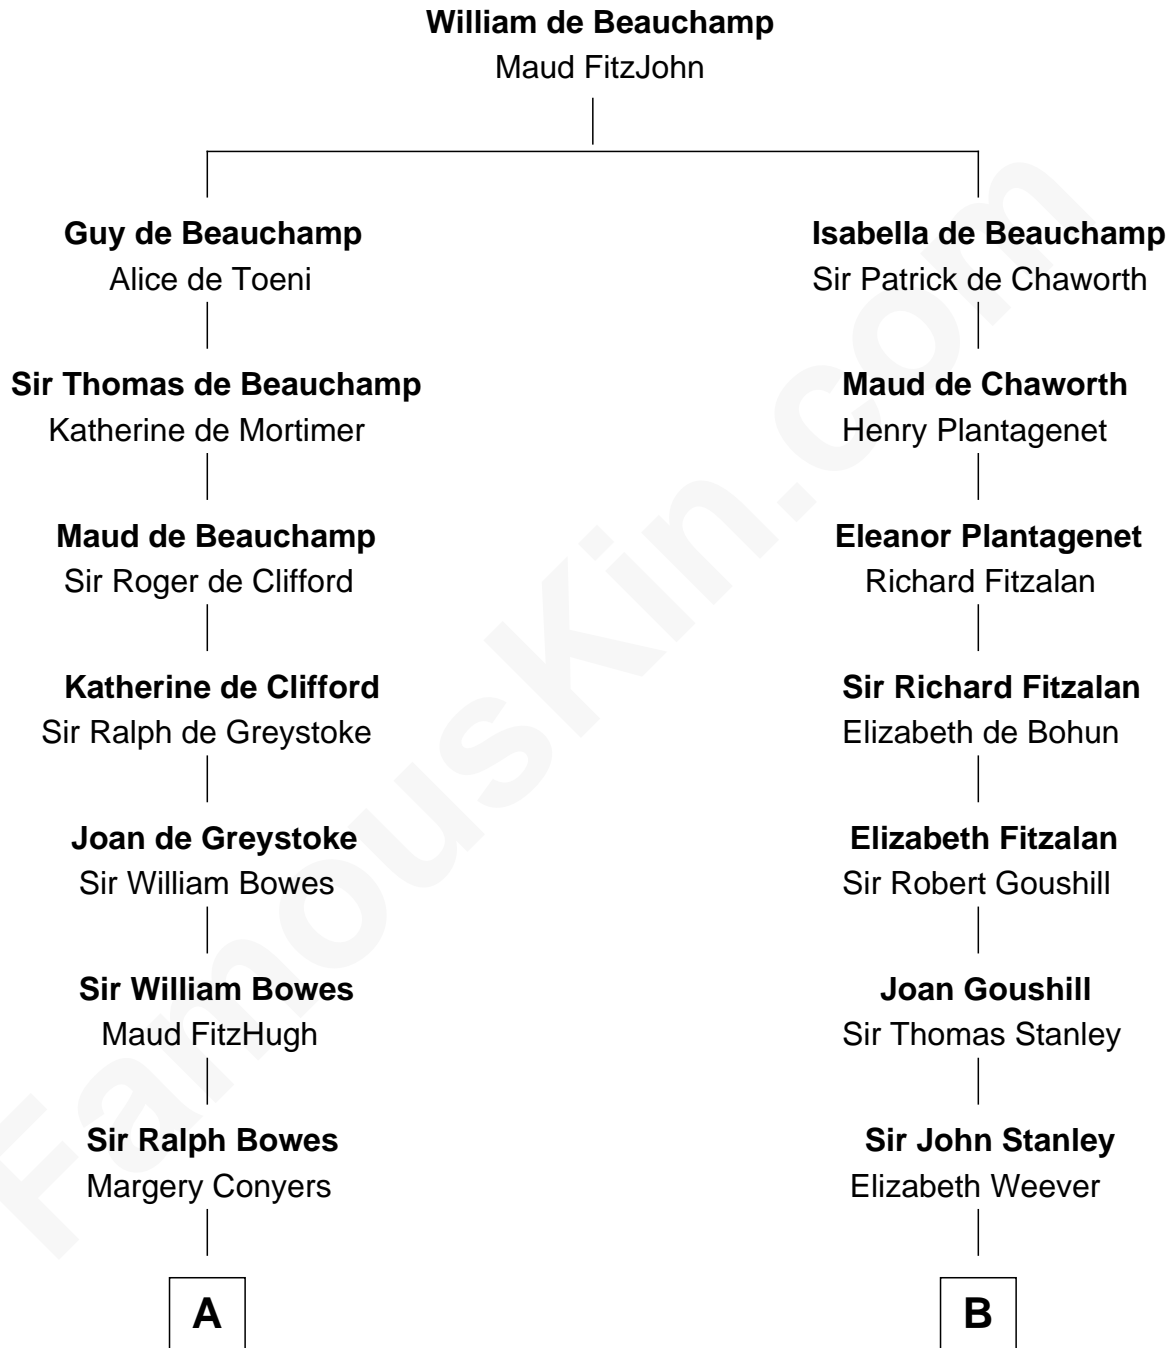 William de Beauchamp
Maud FitzJohn
Guy de Beauchamp
Alice de Toeni
Isabella de Beauchamp
Sir Patrick de Chaworth
Sir Thomas de Beauchamp
Katherine de Mortimer
Maud de Chaworth
Henry Plantagenet
Maud de Beauchamp
Sir Roger de Clifford
Eleanor Plantagenet
Richard Fitzalan
Katherine de Clifford
Sir Ralph de Greystoke
Sir Richard Fitzalan
Elizabeth de Bohun
Joan de Greystoke
Sir William Bowes
Elizabeth Fitzalan
Sir Robert Goushill
Sir William Bowes
Maud FitzHugh
Joan Goushill
Sir Thomas Stanley
Sir Ralph Bowes
Margery Conyers
Sir John Stanley
Elizabeth Weever
A
B
FamousKin.com